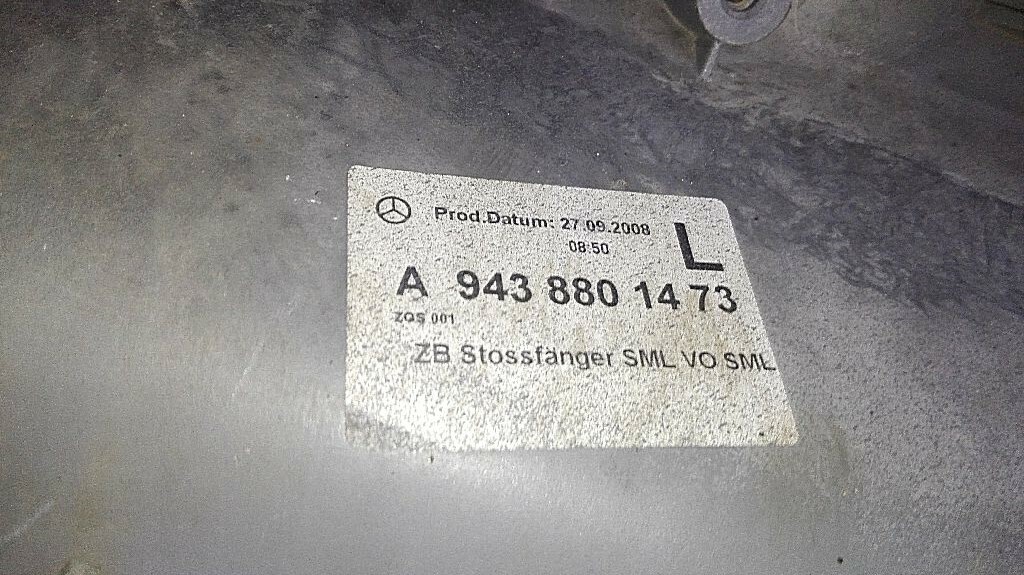 Prod.Datum: 27.09.2008
08:50
L
A 943 880 14 73
ZGS 001
ZB Stossfänger SML VO SML